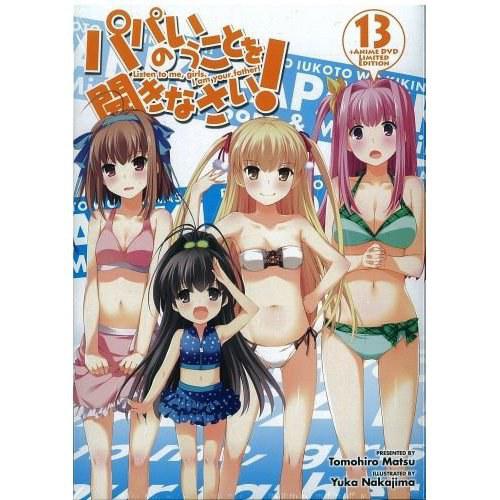 パパのいうことを
Listen to me, girls. I am your father!
聞きなさい!
13
+ANIME DVD
LIMITED
EDITION
PRESENTED BY
Tomohiro Matsu
ILLUSTRATED BY
Yuka Nakajima